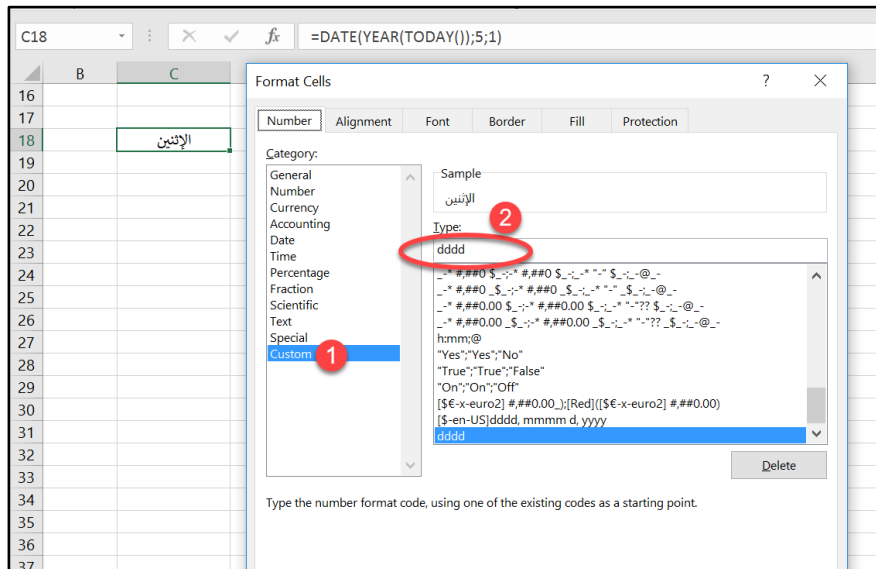 C18
fx
=DATE(YEAR(TODAY());5;1)
B
C
16
17
18
الإثنين
19
20
21
22
23
24
25
26
27
28
29
30
31
32
33
34
35
36
37
Format Cells
?
Number Alignment Font Border Fill Protection
Category:
General
Number
Currency
Accounting
Date
Time
Percentage
Fraction
Scientific
Text
Special
Custom
1
Sample
الإثنين
2
Type:
dddd
_-* #,##0 $_-;-* #,##0 $_-;_-* "-" $_-;_-@_-
_-* #,##0 _$_-;-* #,##0 _$_-;_-* "-" _$_-;_-@_-
_-* #,##0.00 $_-;-* #,##0.00 $_-;_-* "-"?? $_-;_-@_-
_-* #,##0.00 _$_-;-* #,##0.00 _$_-;_-* "-"?? _$_-;_-@_-
h:mm;@
"Yes";"Yes";"No"
"True";"True";"False"
"On";"On";"Off"
[$€-x-euro2] #,##0.00_);[Red]([$€-x-euro2] #,##0.00)
[$-en-US]dddd, mmmm d, yyyy
dddd
Delete
Type the number format code, using one of the existing codes as a starting point.